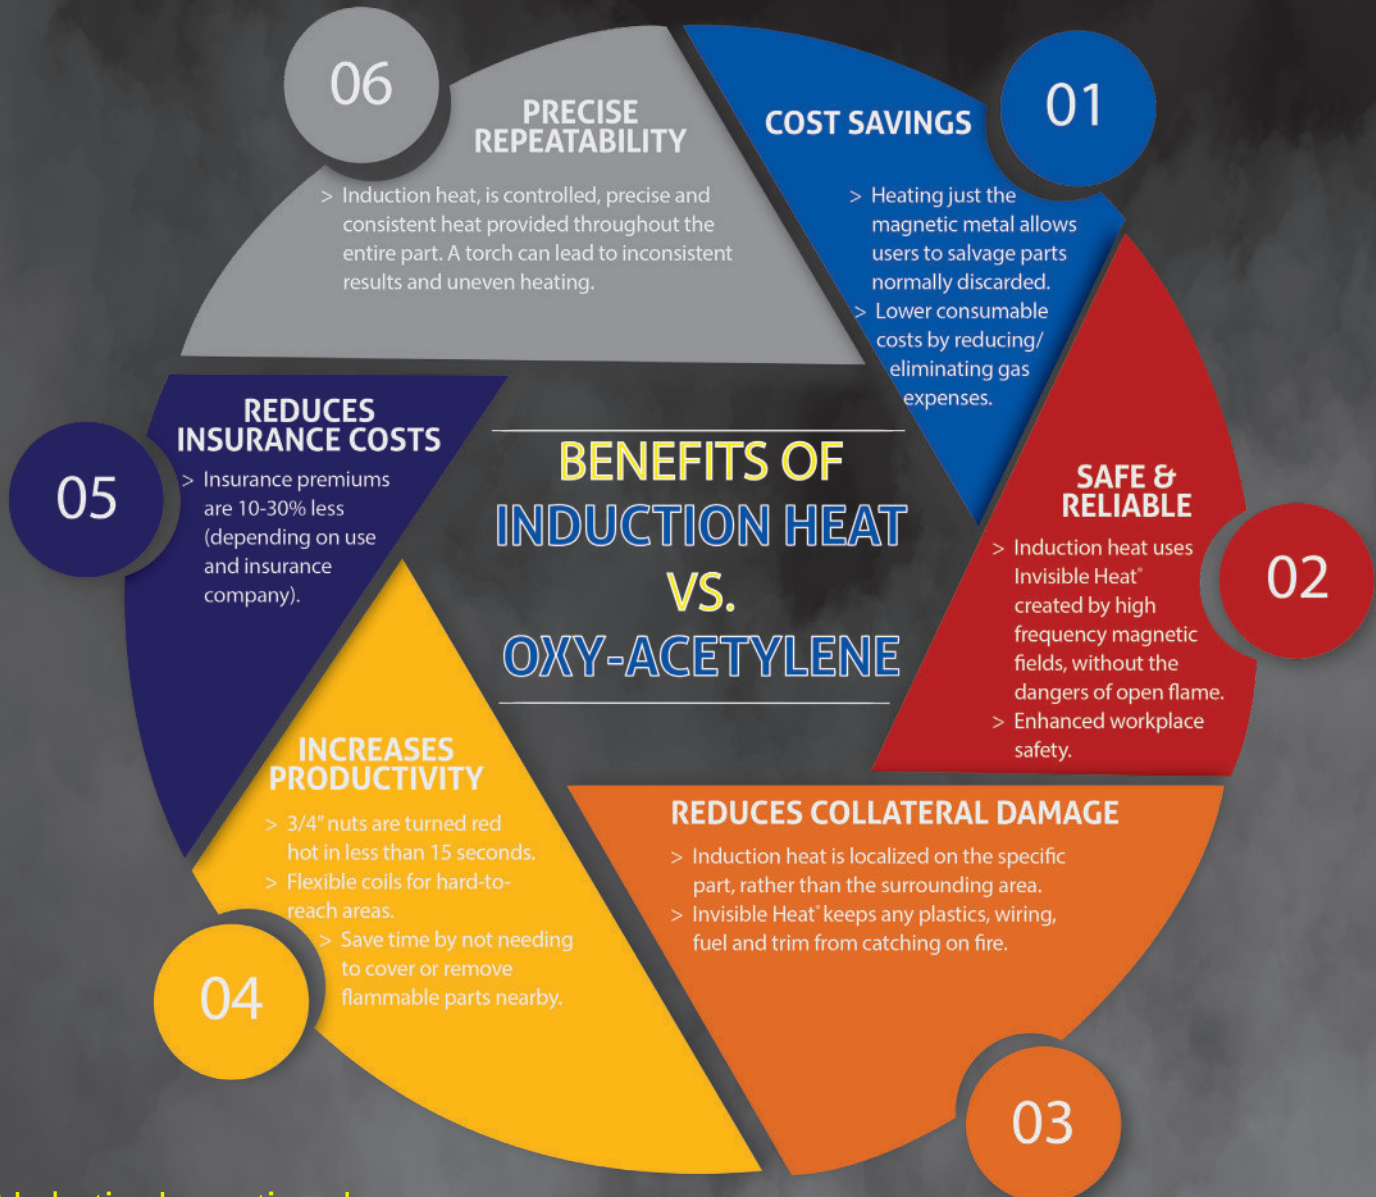 BENEFITS OF
INDUCTION HEAT
VS.
OXY-ACETYLENE
01
COST SAVINGS
> Heating just the
magnetic metal allows
users to salvage parts
normally discarded.
> Lower consumable
costs by reducing/
eliminating gas
expenses.
02
SAFE &
RELIABLE
> Induction heat uses
Invisible Heat®
created by high
frequency magnetic
fields, without the
dangers of open flame.
> Enhanced workplace
safety.
03
REDUCES COLLATERAL DAMAGE
> Induction heat is localized on the specific
part, rather than the surrounding area.
> Invisible Heat® keeps any plastics, wiring,
fuel and trim from catching on fire.
04
INCREASES
PRODUCTIVITY
> 3/4" nuts are turned red
hot in less than 15 seconds.
> Flexible coils for hard-to-
reach areas.
> Save time by not needing
to cover or remove
flammable parts nearby.
05
REDUCES
INSURANCE COSTS
> Insurance premiums
are 10-30% less
(depending on use
and insurance
company).
06
PRECISE
REPEATABILITY
> Induction heat, is controlled, precise and
consistent heat provided throughout the
entire part. A torch can lead to inconsistent
results and uneven heating.